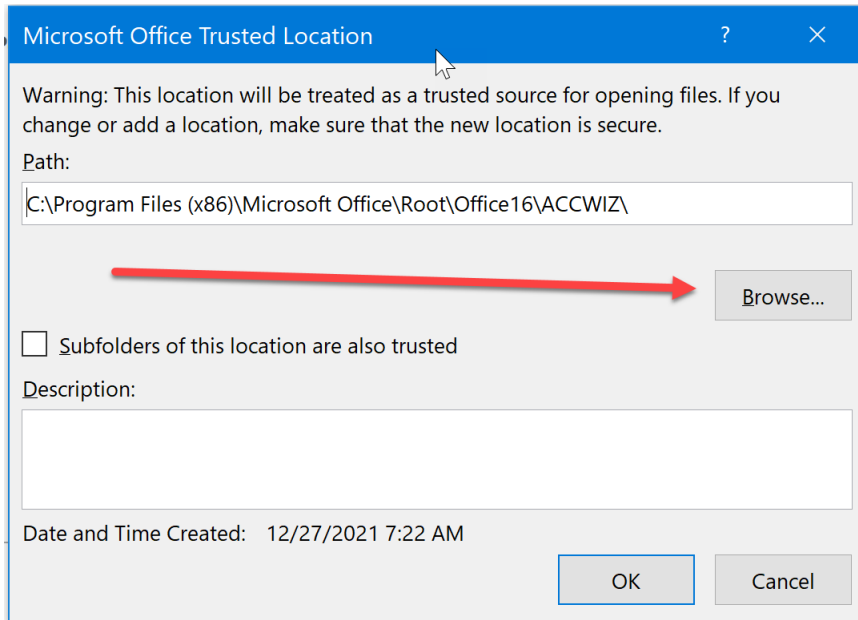 Microsoft Office Trusted Location ?
Warning: This location will be treated as a trusted source for opening files. If you
change or add a location, make sure that the new location is secure.
Path:
C:\Program Files (x86)\Microsoft Office\Root\Office16\ACCWIZ\
Browse...
Subfolders of this location are also trusted
Description:
Date and Time Created: 12/27/2021 7:22 AM
OK Cancel